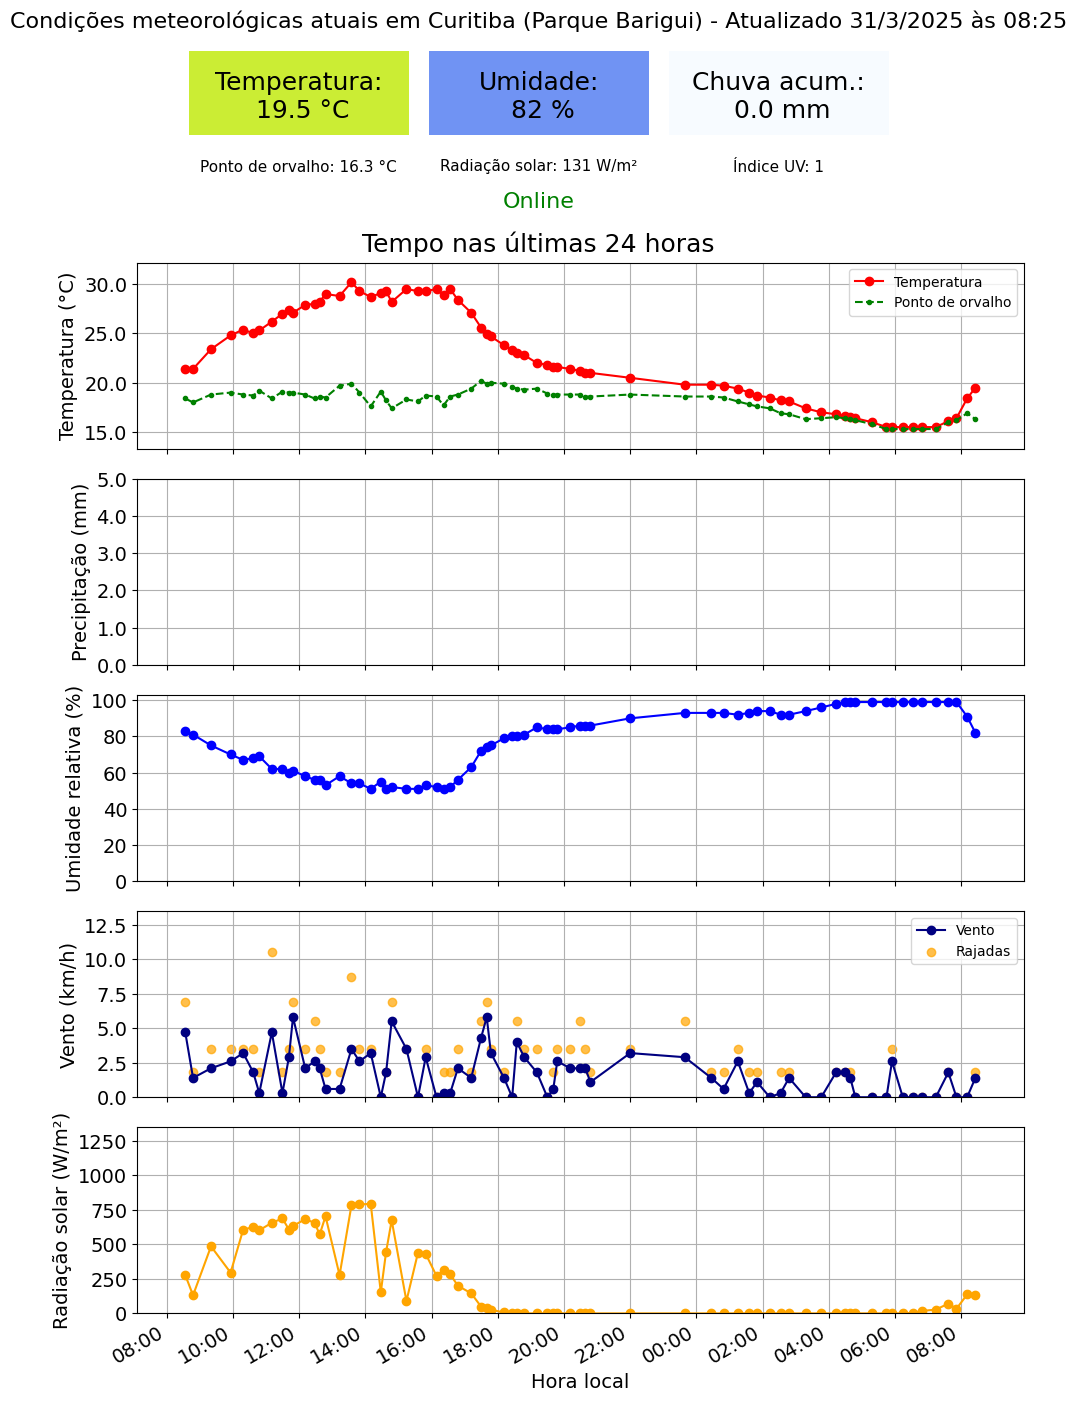 Condições meteorológicas atuais em Curitiba (Parque Barigui) - Atualizado 31/3/2025 às 08:25
Temperatura:
19.5 °C
Umidade:
82 %
Chuva acum.:
0.0 mm
Ponto de orvalho: 16.3 °C
Radiação solar: 131 W/m²
Índice UV: 1
Online
Tempo nas últimas 24 horas
Temperatura (°C)
30.0
25.0
20.0
15.0
Temperatura
Ponto de orvalho
Precipitação (mm)
5.0
4.0
3.0
2.0
1.0
0.0
Umidade relativa (%)
100
80
60
40
20
0
Vento (km/h)
12.5
10.0
7.5
5.0
2.5
0.0
Vento
Rajadas
Radiação solar (W/m²)
1250
1000
750
500
250
0
08:00
10:00
12:00
14:00
16:00
18:00
20:00
22:00
00:00
02:00
04:00
06:00
08:00
Hora local